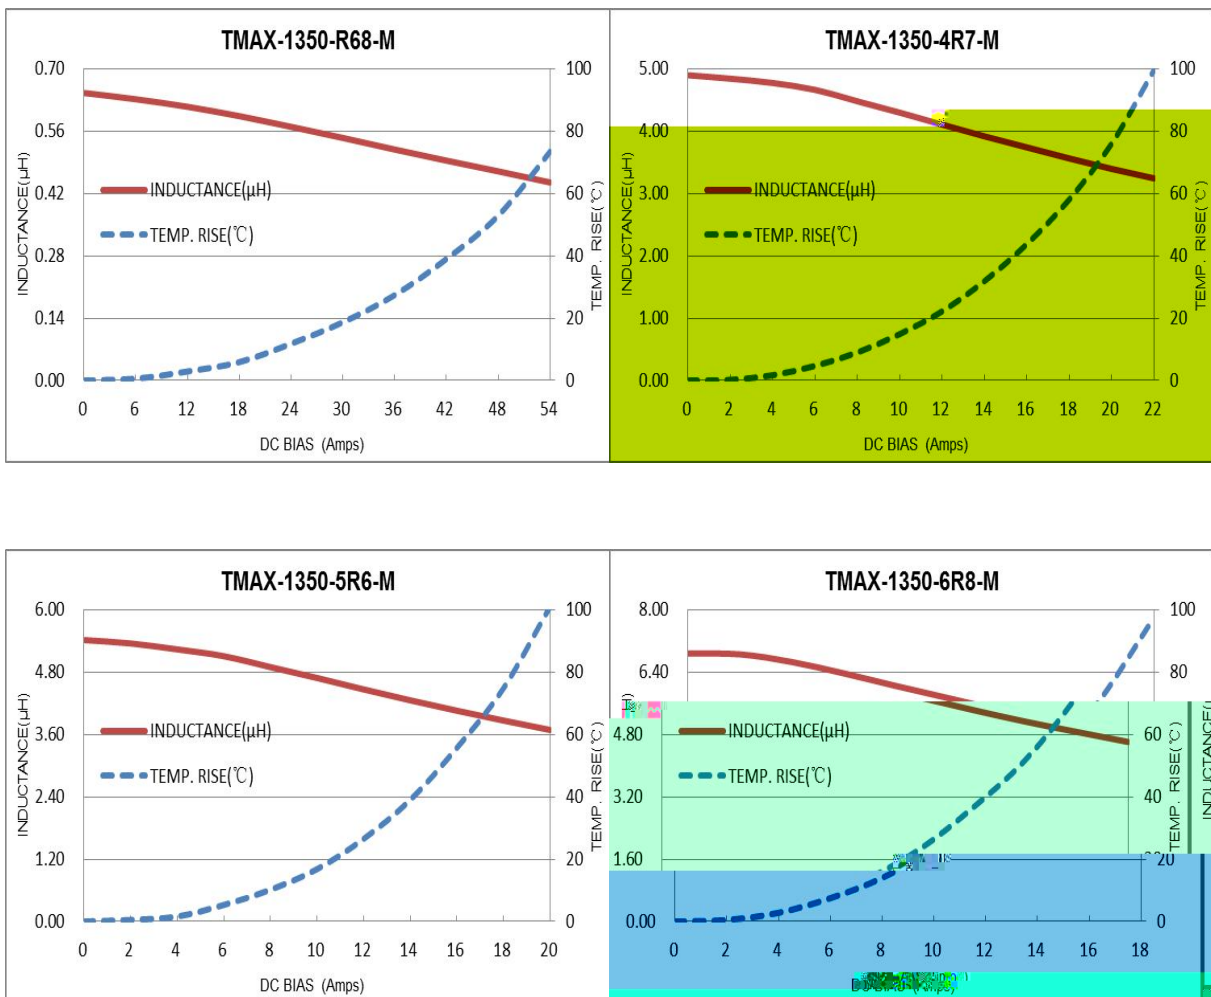 TMAX-1350-R68-M
INDUCTANCE(μH)
0.70
0.56
0.42
0.28
0.14
0.00
100
80
60
40
20
0
TEMP. RISE(℃)
INDUCTANCE(μH)
TEMP. RISE(℃)
0 6 12 18 24 30 36 42 48 54
DC BIAS (Amps)
TMAX-1350-4R7-M
INDUCTANCE(μH)
5.00
4.00
3.00
2.00
1.00
0.00
100
80
60
40
20
0
TEMP. RISE(℃)
INDUCTANCE(μH)
TEMP. RISE(℃)
0 2 4 6 8 10 12 14 16 18 20 22
DC BIAS (Amps)
TMAX-1350-5R6-M
INDUCTANCE(μH)
6.00
4.80
3.60
2.40
1.20
0.00
100
80
60
40
20
0
TEMP. RISE(℃)
INDUCTANCE(μH)
TEMP. RISE(℃)
0 2 4 6 8 10 12 14 16 18 20
DC BIAS (Amps)
TMAX-1350-6R8-M
8.00
6.40
4.80
3.20
1.60
0.00
100
80
60
40
20
0
TEMP. RISE(℃)
INDUCTANCE(μH)
TEMP. RISE(℃)
0 2 4 6 8 10 12 14 16 18
(Amps)
INDUCTANCE(